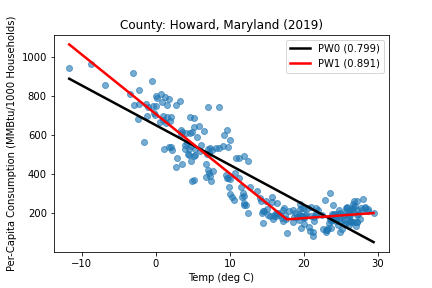 County: Howard, Maryland (2019)
PW0 (0.799)
PW1 (0.891)
Per-Capita Consumption (MMBtu/1000 Households)
1000
800
600
400
200
−10
0
10
20
30
Temp (deg C)